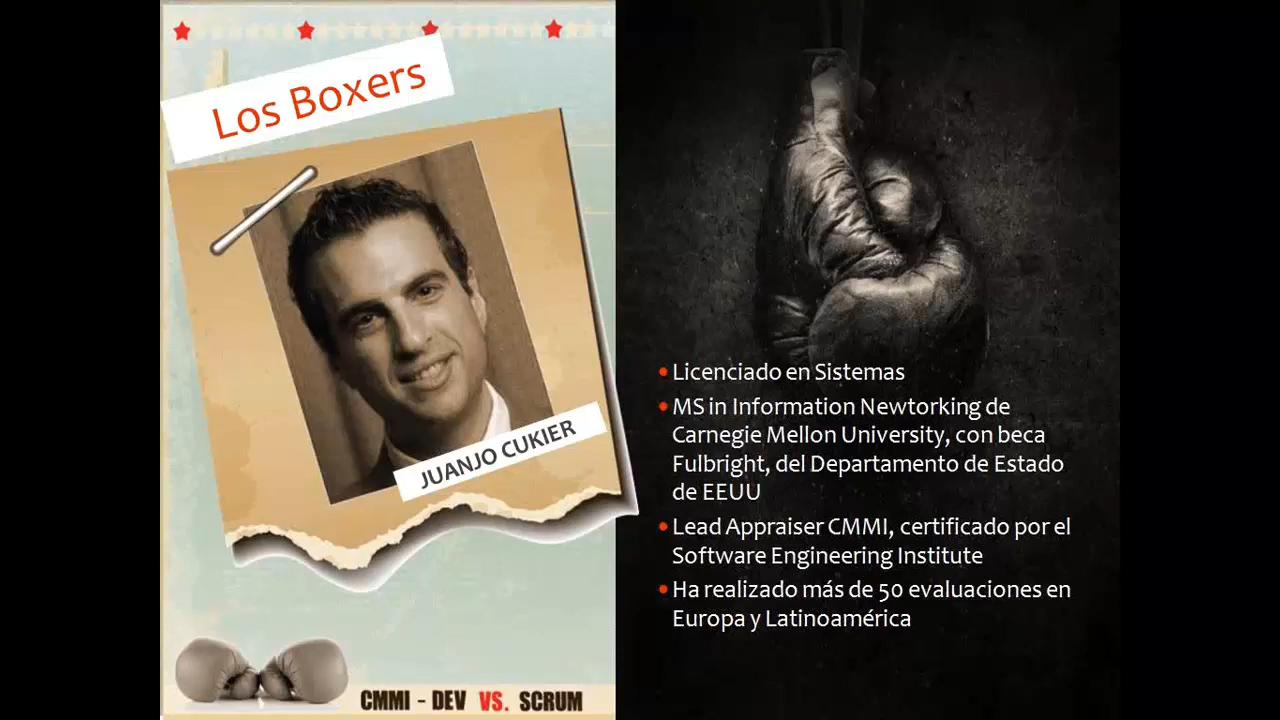 Los Boxers
JUANJO CUKIER
CMMI - DEV VS. SCRUM
• Licenciado en Sistemas
• MS in Information Newtorking de
Carnegie Mellon University, con beca
Fulbright, del Departamento de Estado
de EEUU
• Lead Appraiser CMMI, certificado por el
Software Engineering Institute
• Ha realizado más de 50 evaluaciones en
Europa y Latinoamérica